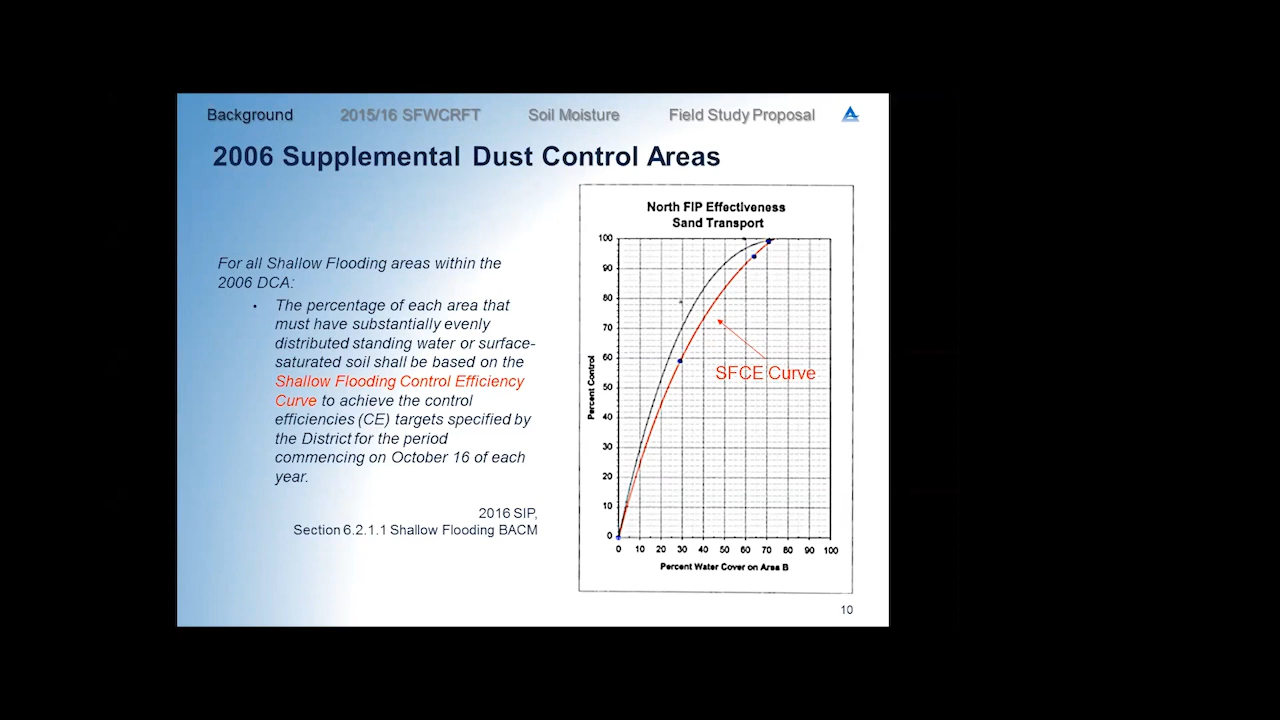 Background 2015/16 SFWCRFT Soil Moisture Field Study Proposal
2006 Supplemental Dust Control Areas
For all Shallow Flooding areas within the
2006 DCA:
• The percentage of each area that
must have substantially evenly
distributed standing water or surface-
saturated soil shall be based on the
Shallow Flooding Control Efficiency
Curve to achieve the control
efficiencies (CE) targets specified by
the District for the period
commencing on October 16 of each
year.
2016 SIP,
Section 6.2.1.1 Shallow Flooding BACM
North FIP Effectiveness
Sand Transport
100
90
80
70
60
50
40
30
20
10
0
Percent Control
SFCE Curve
0 10 20 30 40 50 60 70 80 90 100
Percent Water Cover on Area B
10